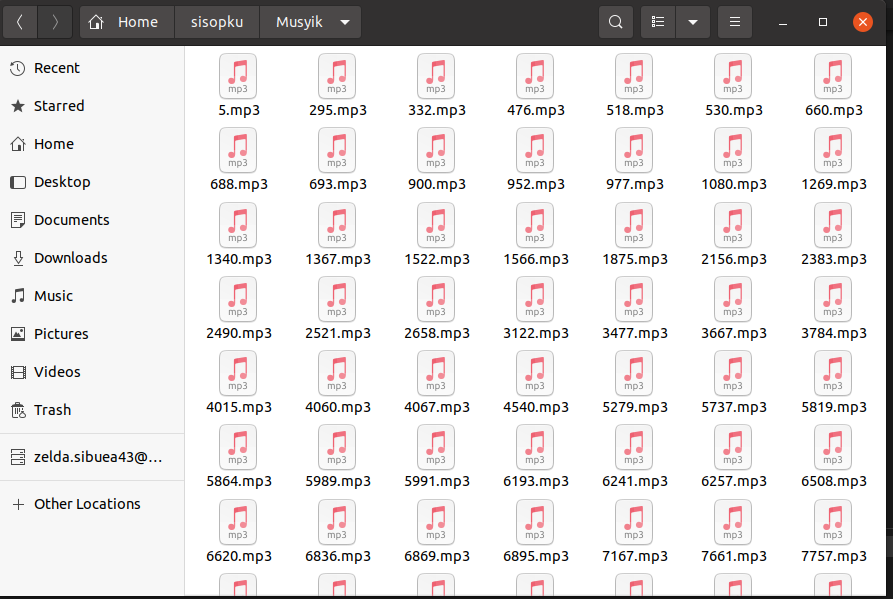 Home sisopku Musyik
Recent
Starred
Home
Desktop
Documents
Downloads
Music
Pictures
Videos
Trash
zelda.sibuea43@...
Other Locations
mp3 mp3 mp3 mp3 mp3 mp3 mp3
5.mp3 295.mp3 332.mp3 476.mp3 518.mp3 530.mp3 660.mp3
mp3 mp3 mp3 mp3 mp3 mp3 mp3
688.mp3 693.mp3 900.mp3 952.mp3 977.mp3 1080.mp3 1269.mp3
mp3 mp3 mp3 mp3 mp3 mp3 mp3
1340.mp3 1367.mp3 1522.mp3 1566.mp3 1875.mp3 2156.mp3 2383.mp3
mp3 mp3 mp3 mp3 mp3 mp3 mp3
2490.mp3 2521.mp3 2658.mp3 3122.mp3 3477.mp3 3667.mp3 3784.mp3
mp3 mp3 mp3 mp3 mp3 mp3 mp3
4015.mp3 4060.mp3 4067.mp3 4540.mp3 5279.mp3 5737.mp3 5819.mp3
mp3 mp3 mp3 mp3 mp3 mp3 mp3
5864.mp3 5989.mp3 5991.mp3 6193.mp3 6241.mp3 6257.mp3 6508.mp3
mp3 mp3 mp3 mp3 mp3 mp3 mp3
6620.mp3 6836.mp3 6869.mp3 6895.mp3 7167.mp3 7661.mp3 7757.mp3